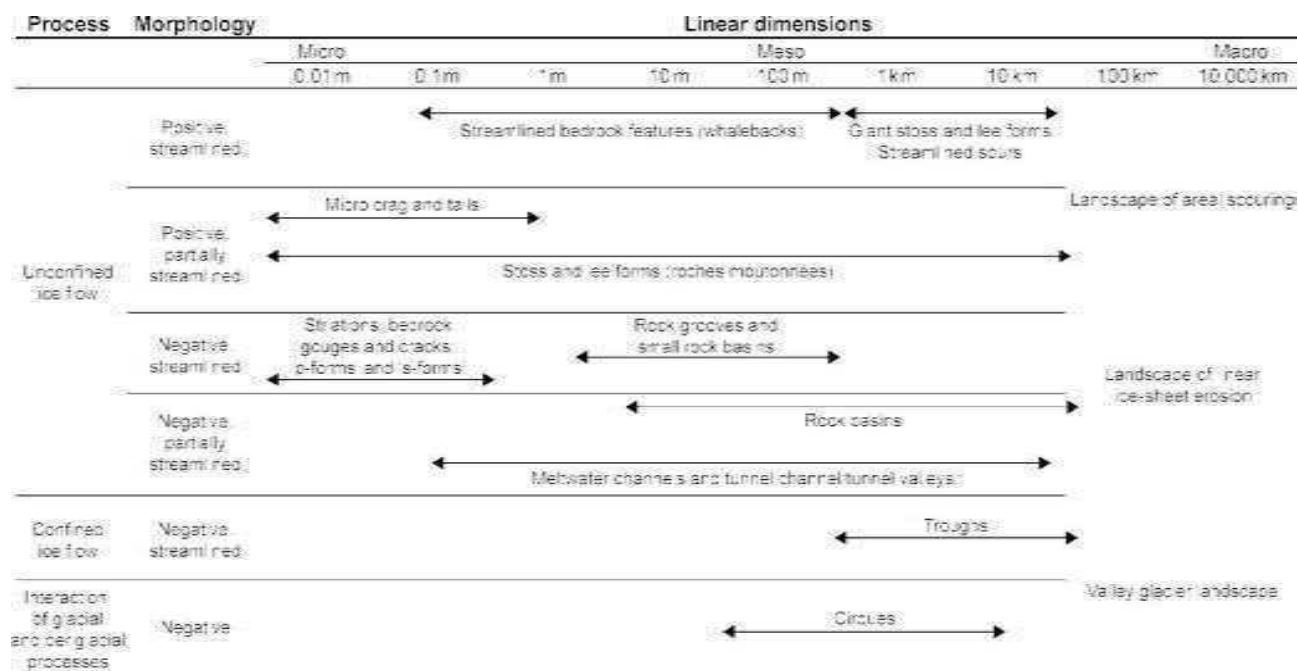 Process Morphology Linear dimensions
Micro Meso Macro
0.01m 0.1m 1m 10m 100m 1km 10km 100km 10,000km
Positive,
streamlined
Streamlined bedrock features (whalebacks)
Giant stoss and lee forms
Streamlined spurs
Landscape of areal scouring
Unconfined
ice flow
Positive,
partially
streamlined
Micro crag and tails
Stoss and lee forms (roches moutonnées)
Negative,
streamlined
Striations, bedrock
gouges and cracks,
p-forms and s-forms
Rock grooves and
small rock basins
Landscape of linear
ice-sheet erosion
Negative,
partially
streamlined
Rock basins
Meltwater channels and tunnel channel/tunnel valleys
Confined
ice flow
Negative,
streamlined
Troughs
Valley glacier landscape
Interaction
of glacial
and periglacial
processes
Negative
Cirques